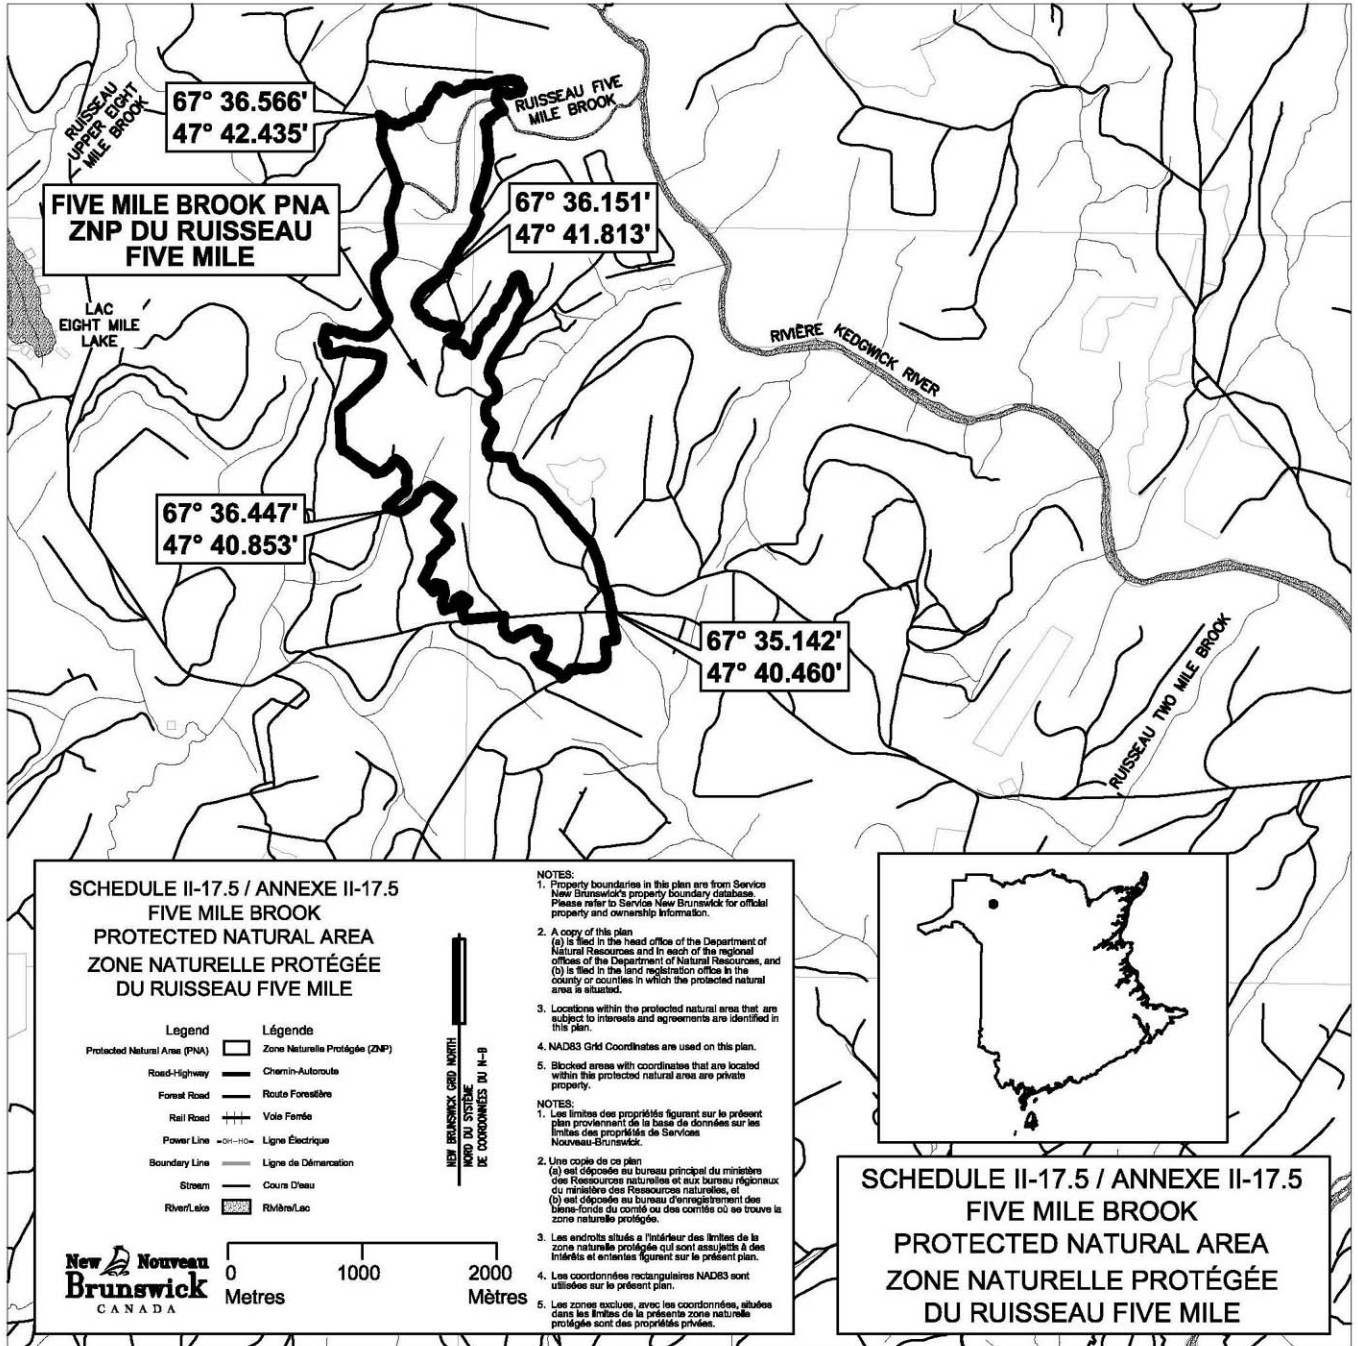 RUISSEAU
UPPER EIGHT
MILE BROOK
67° 36.566'
47° 42.435'
RUISSEAU FIVE
MILE BROOK
FIVE MILE BROOK PNA
ZNP DU RUISSEAU
FIVE MILE
67° 36.151'
47° 41.813'
LAC
EIGHT MILE
LAKE
RIVIÈRE KEDGWICK RIVER
67° 36.447'
47° 40.853'
67° 35.142'
47° 40.460'
RUISSEAU TWO MILE BROOK
SCHEDULE II-17.5 / ANNEXE II-17.5
FIVE MILE BROOK
PROTECTED NATURAL AREA
ZONE NATURELLE PROTÉGÉE
DU RUISSEAU FIVE MILE
Legend Légende
Protected Natural Area (PNA) Zone Naturelle Protégée (ZNP)
Road-Highway Chemin-Autoroute
Forest Road Route Forestière
Rail Road Voie Ferrée
Power Line -OH-HO- Ligne Électrique
Boundary Line Ligne de Démarcation
Stream Cours D'eau
River/Lake Rivière/Lac
NEW BRUNSWICK GRID NORTH
NORD DU SYSTÈME
DE COORDONNÉES DU N-B
New Nouveau
Brunswick
CANADA
0 1000 2000
Metres Mètres
NOTES:
1. Property boundaries in this plan are from Service
New Brunswick's property boundary database.
Please refer to Service New Brunswick for official
property and ownership information.
2. A copy of this plan
(a) is filed in the head office of the Department of
Natural Resources and in each of the regional
offices of the Department of Natural Resources, and
(b) is filed in the land registration office in the
county or counties in which the protected natural
area is situated.
3. Locations within the protected natural area that are
subject to interests and agreements are identified in
this plan.
4. NAD83 Grid Coordinates are used on this plan.
5. Blocked areas with coordinates that are located
within this protected natural area are private
property.
NOTES:
1. Les limites des propriétés figurant sur le présent
plan proviennent de la base de données sur les
limites des propriétés de Services
Nouveau-Brunswick.
2. Une copie de ce plan
(a) est déposée au bureau principal du ministère
des Ressources naturelles et aux bureau régionaux
du ministère des Ressources naturelles, et
(b) est déposée au bureau d'enregistrement des
biens-fonds du comté ou des comtés où se trouve la
zone naturelle protégée.
3. Les endroits situés a l'intérieur des limites de la
zone naturelle protégée qui sont assujettis à des
intérêts et ententes figurant sur le présent plan.
4. Les coordonnées rectangulaires NAD83 sont
utilisées sur le présent plan.
5. Les zones exclues, avec les coordonnées, situées
dans les limites de la présente zone naturelle
protégée sont des propriétés privées.
SCHEDULE II-17.5 / ANNEXE II-17.5
FIVE MILE BROOK
PROTECTED NATURAL AREA
ZONE NATURELLE PROTÉGÉE
DU RUISSEAU FIVE MILE